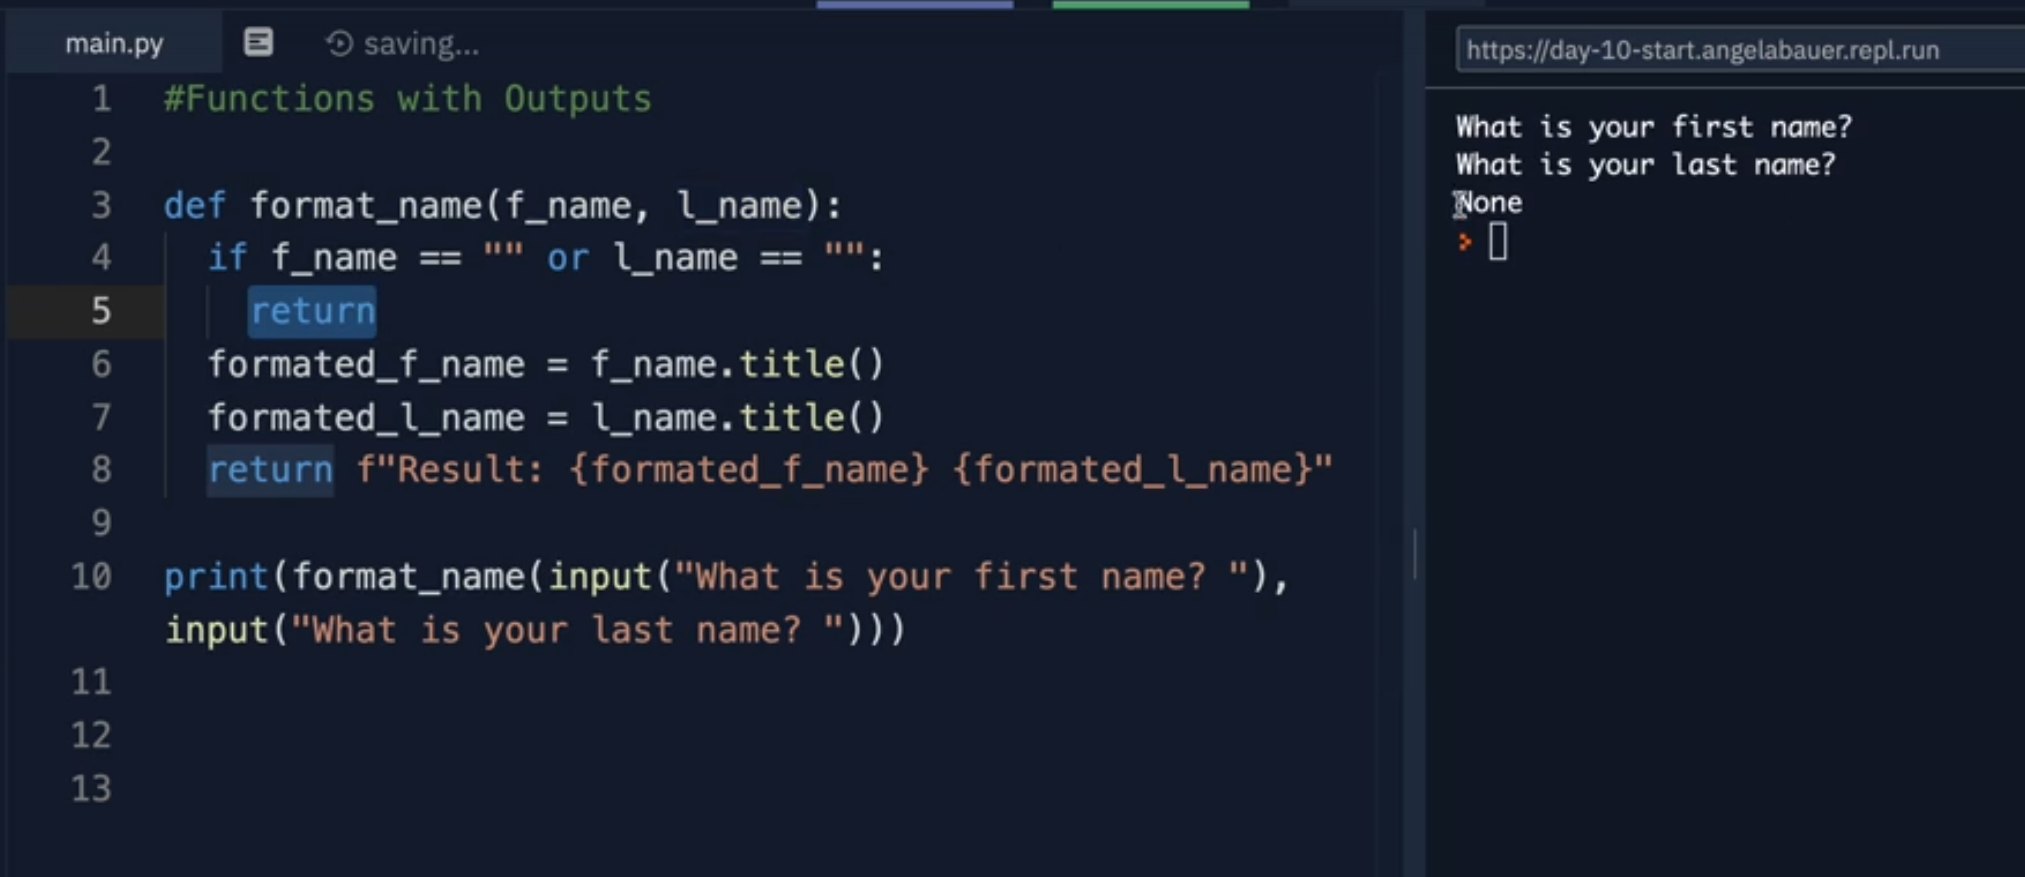 main.py saving...
1 #Functions with Outputs
2
3 def format_name(f_name, l_name):
4 if f_name == "" or l_name == "":
5 return
6 formated_f_name = f_name.title()
7 formated_l_name = l_name.title()
8 return f"Result: {formated_f_name} {formated_l_name}"
9
10 print(format_name(input("What is your first name? "),
input("What is your last name? ")))
11
12
13
https://day-10-start.angelabauer.repl.run
What is your first name?
What is your last name?
None
>